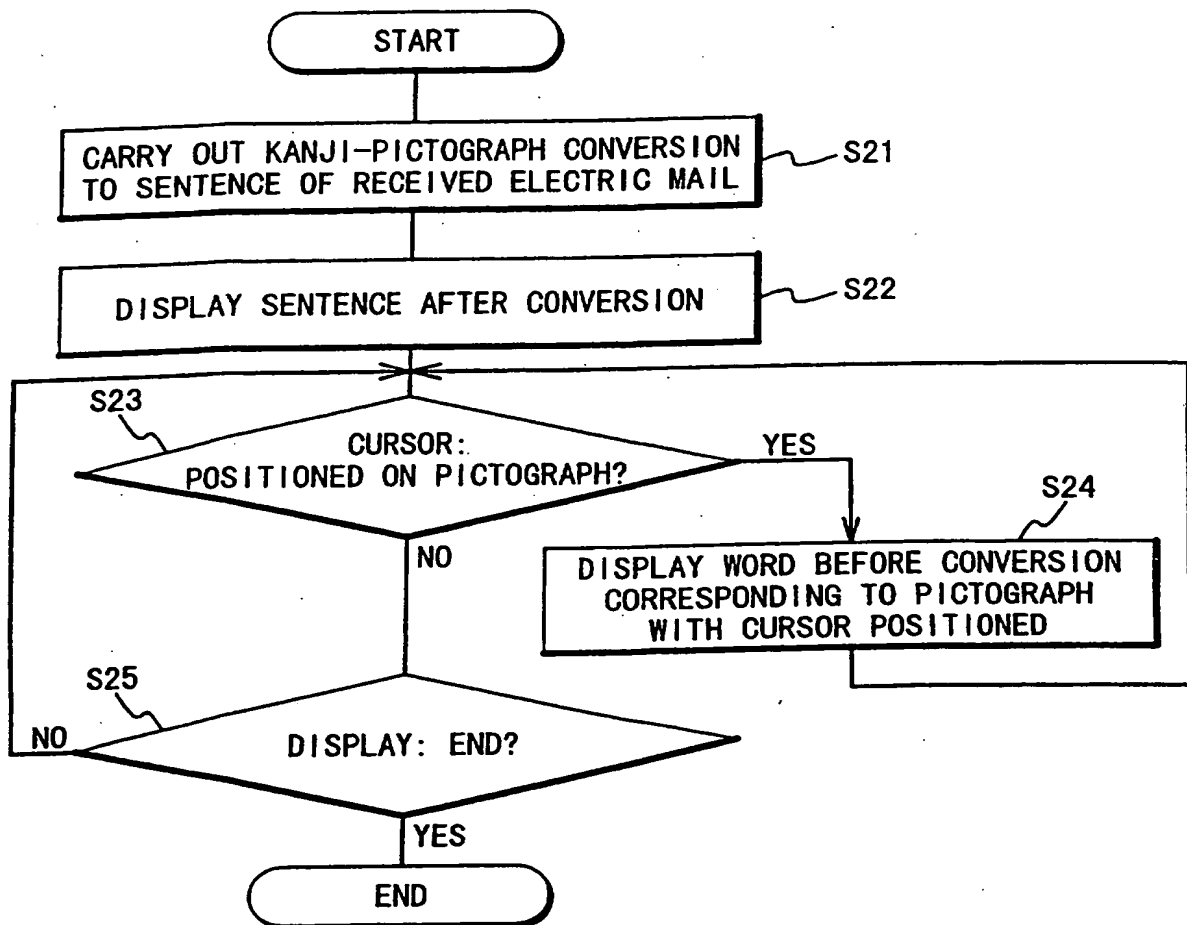 START
CARRY OUT KANJI-PICTOGRAPH CONVERSION
TO SENTENCE OF RECEIVED ELECTRIC MAIL
S21
DISPLAY SENTENCE AFTER CONVERSION
S22
S23
CURSOR:
POSITIONED ON PICTOGRAPH?
YES
NO
S24
DISPLAY WORD BEFORE CONVERSION
CORRESPONDING TO PICTOGRAPH
WITH CURSOR POSITIONED
S25
NO
DISPLAY: END?
YES
END